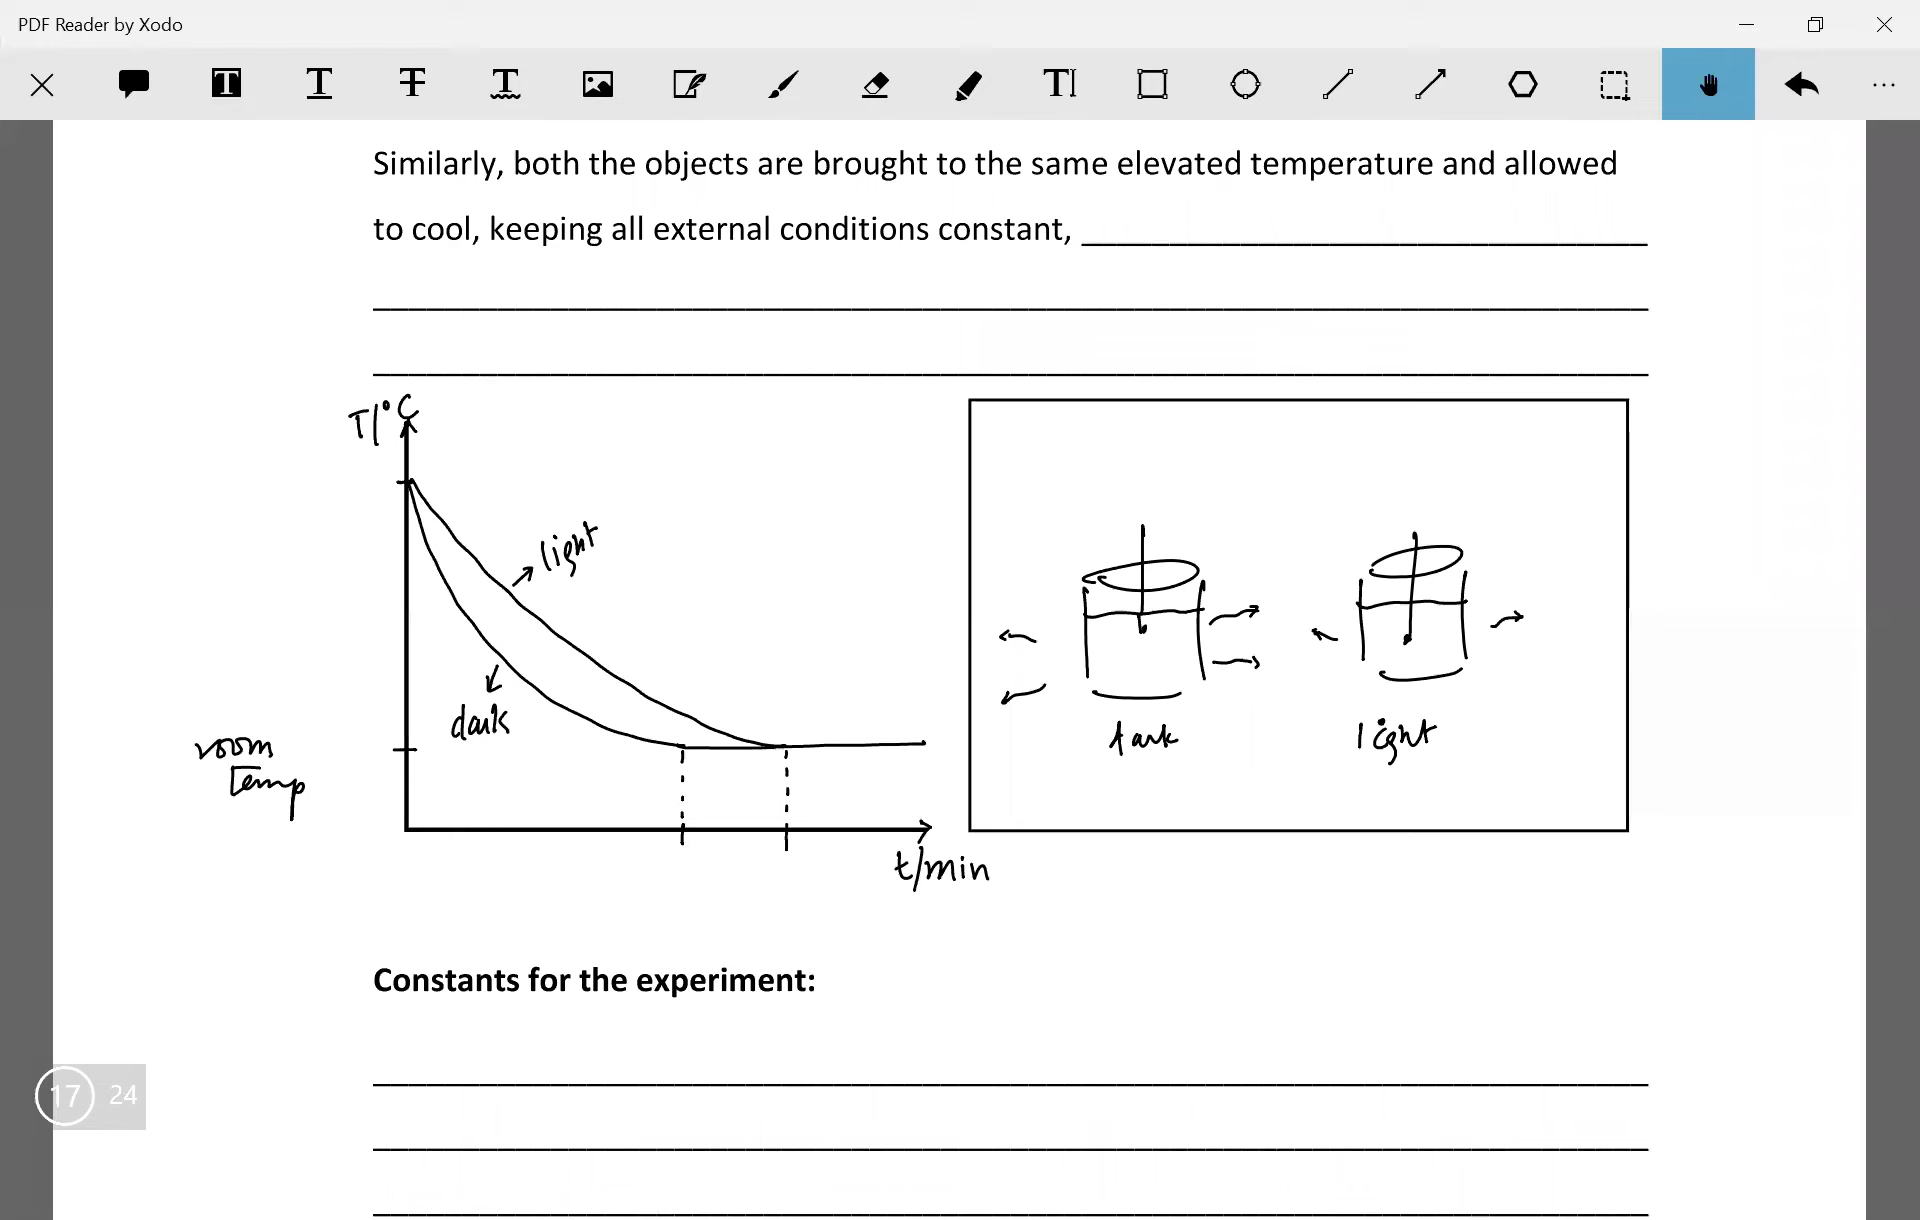 PDF Reader by Xodo
Similarly, both the objects are brought to the same elevated temperature and allowed
to cool, keeping all external conditions constant,
T/°C
light
dark
room
Temp
t/min
dark
light
Constants for the experiment:
17 24